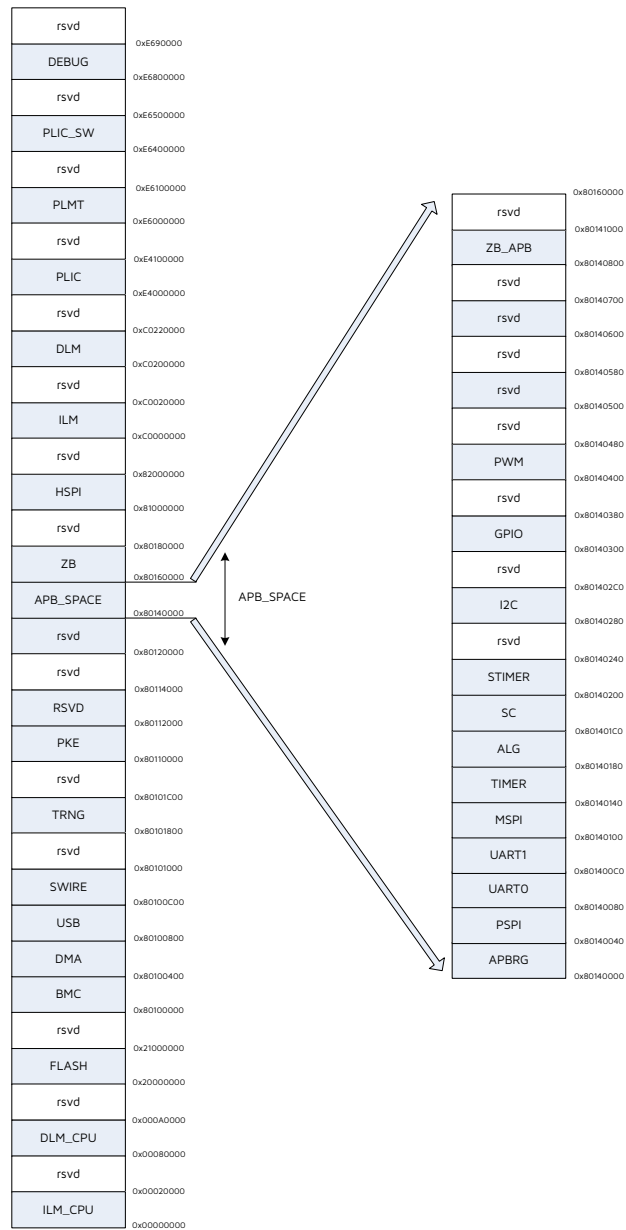 rsvd
0xE690000
DEBUG
0xE6800000
rsvd
0xE6500000
PLIC_SW
0xE6400000
rsvd
0xE6100000
PLMT
0xE6000000
rsvd
0xE4100000
PLIC
0xE4000000
rsvd
0xC0220000
DLM
0xC0200000
rsvd
0xC0020000
ILM
0xC0000000
rsvd
0x82000000
HSPI
0x81000000
rsvd
0x80180000
ZB
0x80160000
APB_SPACE
0x80140000
rsvd
0x80120000
rsvd
0x80114000
RSVD
0x80112000
PKE
0x80110000
rsvd
0x80101C00
TRNG
0x80101800
rsvd
0x80101000
SWIRE
0x80100C00
USB
0x80100800
DMA
0x80100400
BMC
0x80100000
rsvd
0x21000000
FLASH
0x20000000
rsvd
0x000A0000
DLM_CPU
0x00080000
rsvd
0x00020000
ILM_CPU
0x00000000
APB_SPACE
0x80160000
rsvd
0x80141000
ZB_APB
0x80140800
rsvd
0x80140700
rsvd
0x80140600
rsvd
0x80140580
rsvd
0x80140500
rsvd
0x80140480
PWM
0x80140400
rsvd
0x80140380
GPIO
0x80140300
rsvd
0x801402C0
I2C
0x80140280
rsvd
0x80140240
STIMER
0x80140200
SC
0x801401C0
ALG
0x80140180
TIMER
0x80140140
MSPI
0x80140100
UART1
0x801400C0
UART0
0x80140080
PSPI
0x80140040
APBRG
0x80140000